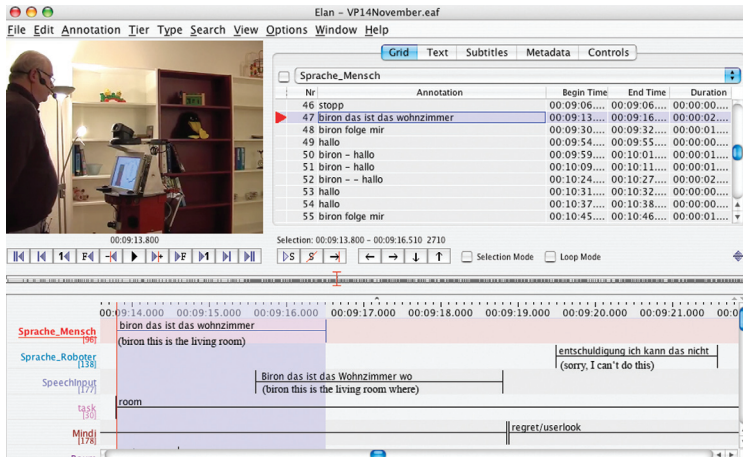 Elan - VP14November.eaf
File Edit Annotation Tier Type Search View Options Window Help
Grid Text Subtitles Metadata Controls
Sprache_Mensch
Nr Annotation Begin Time End Time Duration
46 stopp 00:09:06.... 00:09:06.... 00:00:00....
47 biron das ist das wohnzimmer 00:09:13.... 00:09:16.... 00:00:02....
48 biron folge mir 00:09:30.... 00:09:32.... 00:00:01....
49 hallo 00:09:54.... 00:09:55.... 00:00:00....
50 biron - hallo 00:09:59.... 00:10:01.... 00:00:01....
51 biron - hallo 00:10:09.... 00:10:11.... 00:00:01....
52 biron - - hallo 00:10:24.... 00:10:27.... 00:00:02....
53 hallo 00:10:31.... 00:10:32.... 00:00:00....
54 hallo 00:10:37.... 00:10:38.... 00:00:00....
55 biron folge mir 00:10:45.... 00:10:46.... 00:00:01....
00:09:13.800
Selection: 00:09:13.800 - 00:09:16.510 2710
Selection Mode Loop Mode
00:09:14.000 00:09:15.000 00:09:16.000 00:09:17.000 00:09:18.000 00:09:19.000 00:09:20.000 00:09:21.000
Sprache_Mensch
[96]
biron das ist das wohnzimmer
(biron this is the living room)
Sprache_Roboter
[138]
entschuldigung ich kann das nicht
(sorry, I can't do this)
SpeechInput
[177]
Biron das ist das Wohnzimmer wo
(biron this is the living room where)
task
[30]
room
Mindi
[178]
regret/userlook